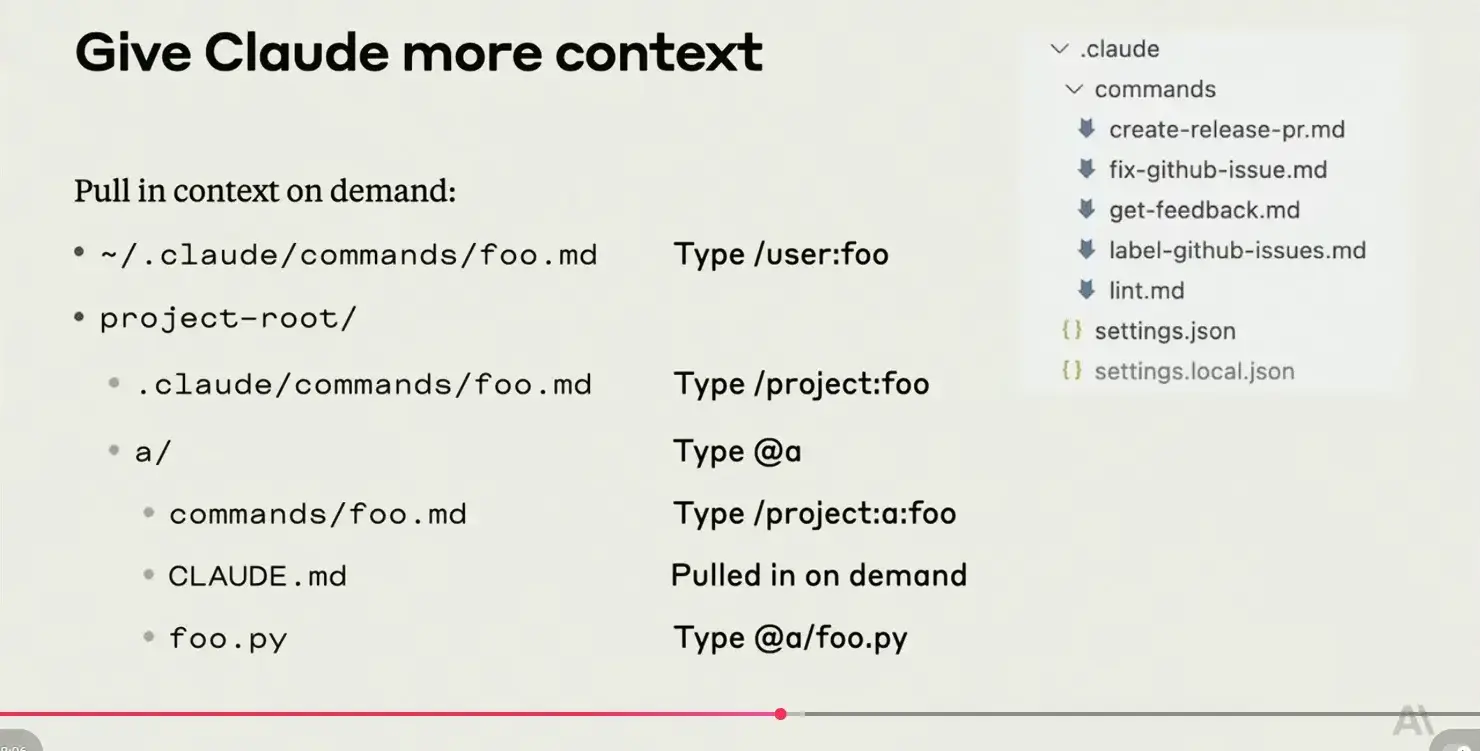 Give Claude more context
Pull in context on demand:
• ~/.claude/commands/foo.md Type /user:foo
• project-root/
• .claude/commands/foo.md Type /project:foo
• a/ Type @a
• commands/foo.md Type /project:a:foo
• CLAUDE.md Pulled in on demand
• foo.py Type @a/foo.py
.claude
commands
create-release-pr.md
fix-github-issue.md
get-feedback.md
label-github-issues.md
lint.md
{} settings.json
{} settings.local.json
A\